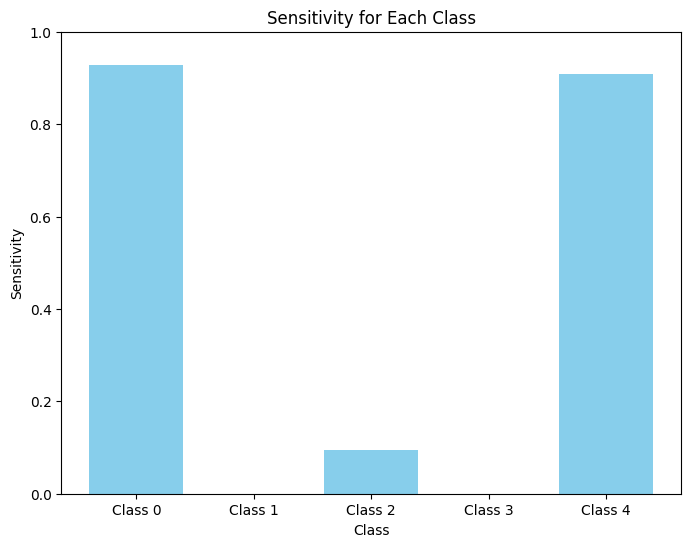 Sensitivity for Each Class
1.0
0.8
0.6
0.4
0.2
0.0
Sensitivity
Class 0
Class 1
Class 2
Class 3
Class 4
Class